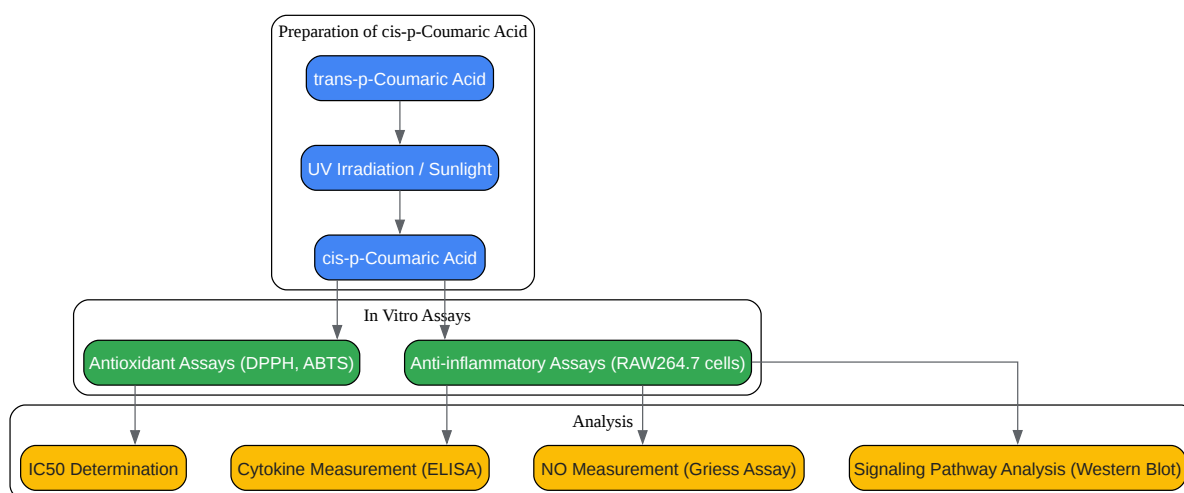 Preparation of cis-p-Coumaric Acid
trans-p-Coumaric Acid
UV Irradiation / Sunlight
cis-p-Coumaric Acid
In Vitro Assays
Antioxidant Assays (DPPH, ABTS)
Anti-inflammatory Assays (RAW264.7 cells)
Analysis
IC50 Determination
Cytokine Measurement (ELISA)
NO Measurement (Griess Assay)
Signaling Pathway Analysis (Western Blot)